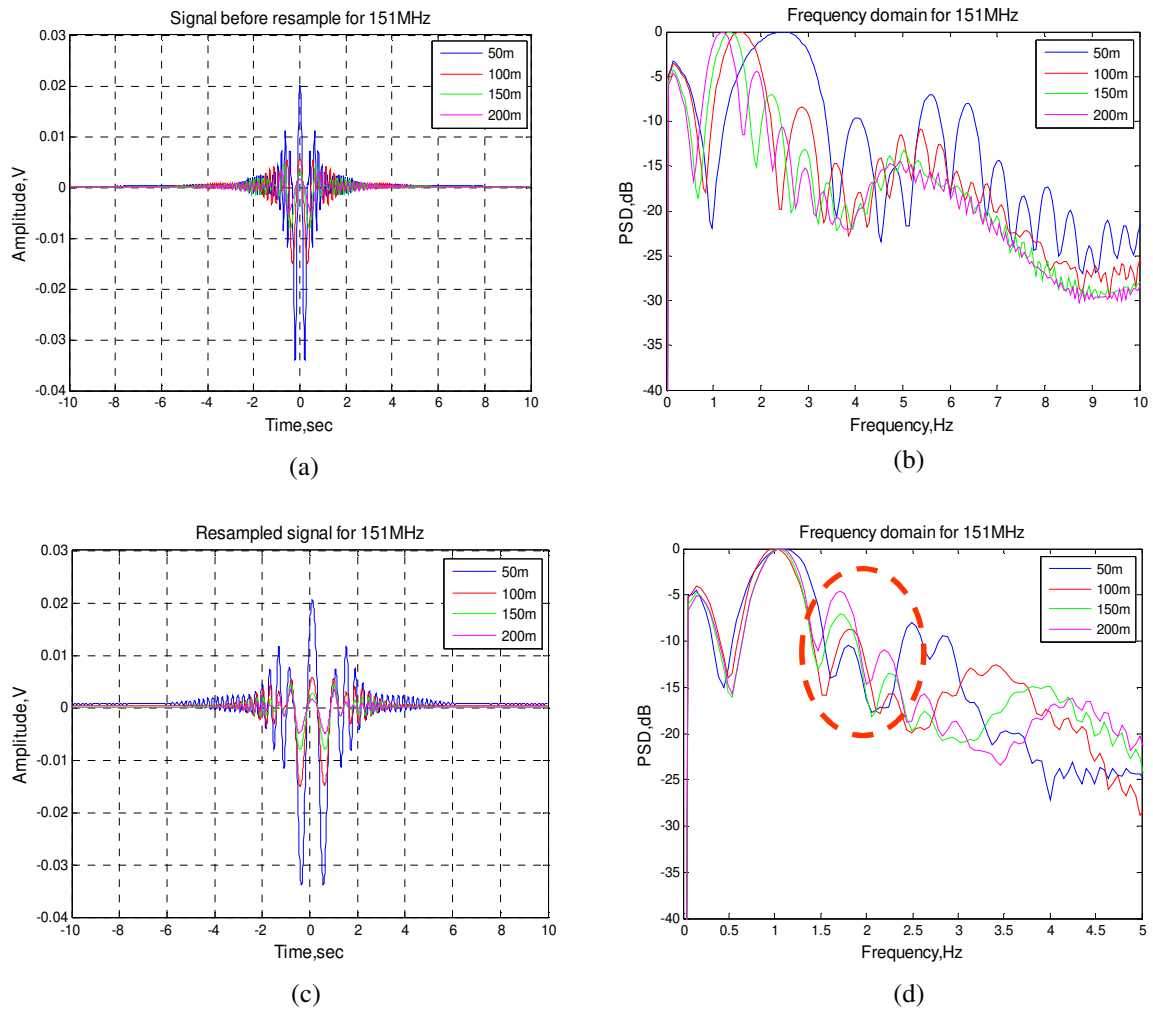 Signal before resample for 151MHz
0.03
0.02
0.01
0
-0.01
-0.02
-0.03
-0.04
-10 -8 -6 -4 -2 0 2 4 6 8 10
Amplitude,V
Time,sec
50m
100m
150m
200m
(a)
Frequency domain for 151MHz
0
-5
-10
-15
-20
-25
-30
-35
-40
0 1 2 3 4 5 6 7 8 9 10
PSD,dB
Frequency,Hz
50m
100m
150m
200m
(b)
Resampled signal for 151MHz
0.03
0.02
0.01
0
-0.01
-0.02
-0.03
-0.04
-10 -8 -6 -4 -2 0 2 4 6 8 10
Amplitude,V
Time,sec
50m
100m
150m
200m
(c)
Frequency domain for 151MHz
0
-5
-10
-15
-20
-25
-30
-35
-40
0 0.5 1 1.5 2 2.5 3 3.5 4 4.5 5
PSD,dB
Frequency,Hz
50m
100m
150m
200m
(d)